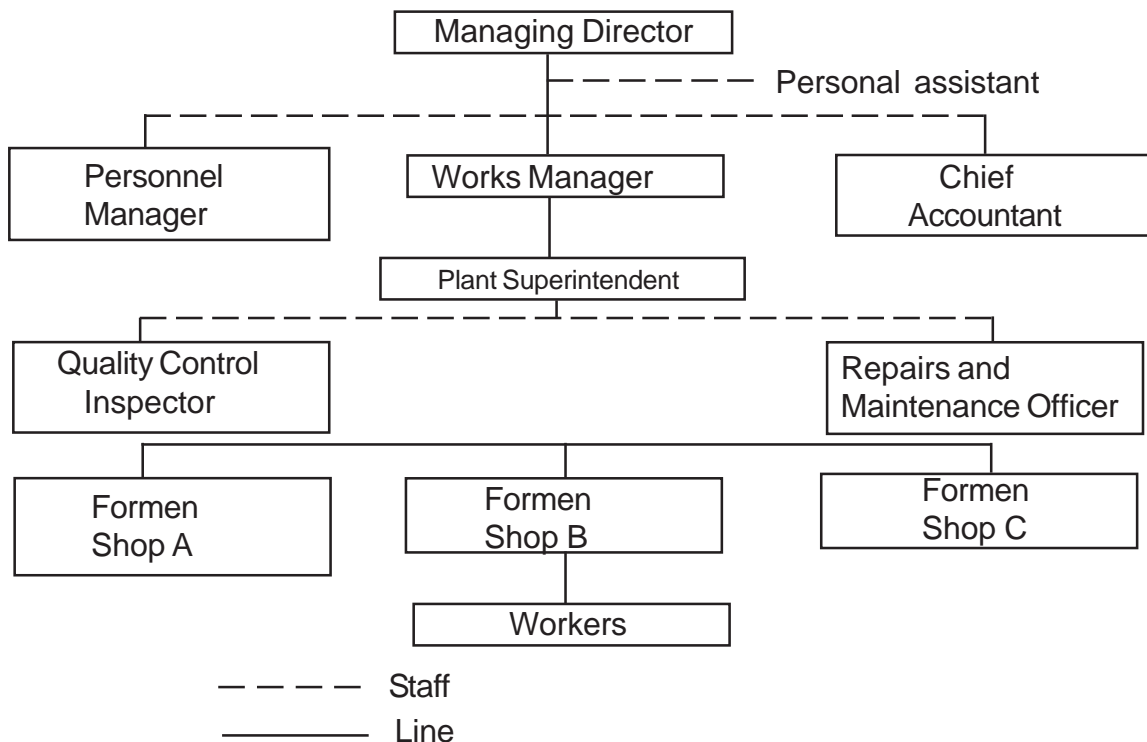 Managing Director
Personal assistant
Personnel
Manager
Works Manager
Chief
Accountant
Plant Superintendent
Quality Control
Inspector
Repairs and
Maintenance Officer
Formen
Shop A
Formen
Shop B
Formen
Shop C
Workers
Staff
Line